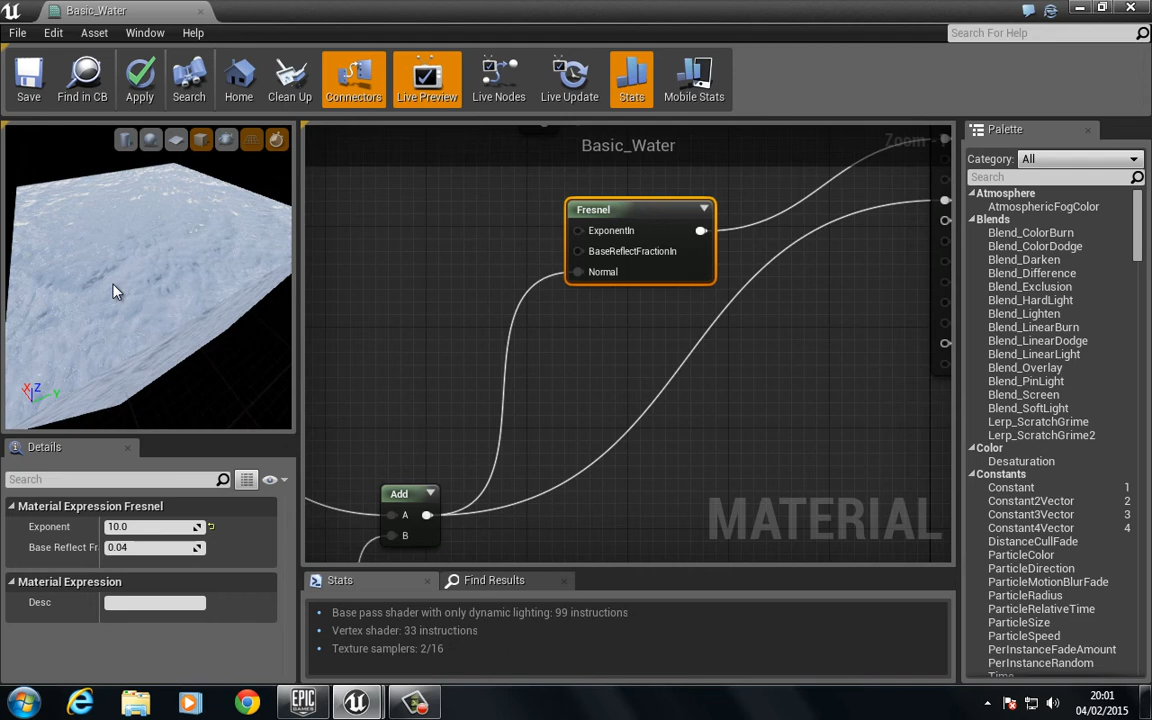 Basic_Water
File Edit Asset Window Help
Search For Help
Save Find in CB Apply Search Home Clean Up Connectors Live Preview Live Nodes Live Update Stats Mobile Stats
Basic_Water
Zoom -
Fresnel
ExponentIn
BaseReflectFractionIn
Normal
Add
A
B
MATERIAL
X Z Y
Details
Search
Material Expression Fresnel
Exponent 10.0
Base Reflect Fr 0.04
Material Expression
Desc
Stats
Find Results
• Base pass shader with only dynamic lighting: 99 instructions
• Vertex shader: 33 instructions
• Texture samplers: 2/16
Palette
Category: All
Search
Atmosphere
AtmosphericFogColor
Blends
Blend_ColorBurn
Blend_ColorDodge
Blend_Darken
Blend_Difference
Blend_Exclusion
Blend_HardLight
Blend_Lighten
Blend_LinearBurn
Blend_LinearDodge
Blend_LinearLight
Blend_Overlay
Blend_PinLight
Blend_Screen
Blend_SoftLight
Lerp_ScratchGrime
Lerp_ScratchGrime2
Color
Desaturation
Constants
Constant 1
Constant2Vector 2
Constant3Vector 3
Constant4Vector 4
DistanceCullFade
ParticleColor
ParticleDirection
ParticleMotionBlurFade
ParticleRadius
ParticleRelativeTime
ParticleSize
ParticleSpeed
PerInstanceFadeAmount
PerInstanceRandom
Time
EPIC GAMES
20:01
04/02/2015